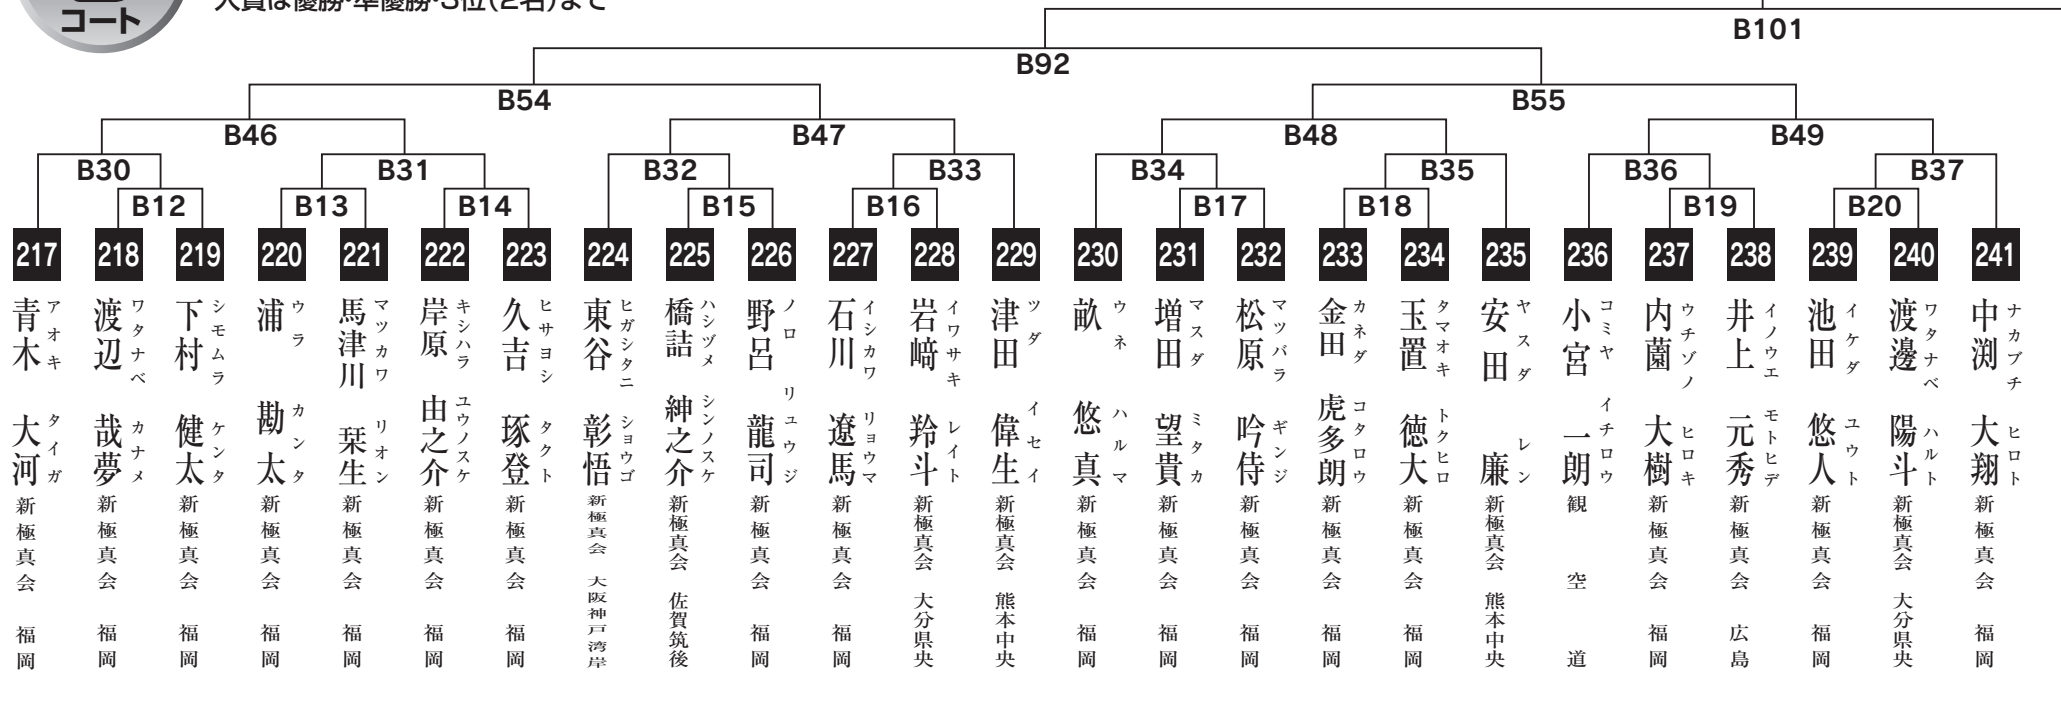 コート
入賞は優勝・準優勝・3位(2名)まで
B101
B92
B54 B55
B46 B47 B48 B49
B30 B31 B32 B33 B34 B35 B36 B37
B12 B13 B14 B15 B16 B17 B18 B19 B20
217 青木 大河 アオキ タイガ 新極真会 福岡
218 渡辺 哉夢 ワタナベ カナメ 新極真会 福岡
219 下村 健太 シモムラ ケンタ 新極真会 福岡
220 浦 勘太 ウラ カンタ 新極真会 福岡
221 馬津川 栞生 マツカワ リオン 新極真会 福岡
222 岸原 由之介 キシハラ ユウノスケ 新極真会 福岡
223 久吉 琢登 ヒサヨシ タクト 新極真会 福岡
224 東谷 彰悟 ヒガシタニ ショウゴ 新極真会 大阪神戸湾岸
225 橋詰 紳之介 ハシヅメ シンノスケ 新極真会 佐賀筑後
226 野呂 龍司 ノロ リュウジ 新極真会 福岡
227 石川 遼馬 イシカワ リョウマ 新極真会 福岡
228 岩﨑 羚斗 イワサキ レイト 新極真会 大分県央
229 津田 偉生 ツダ イセイ 新極真会 熊本中央
230 畝 悠真 ウネ ハルマ 新極真会 福岡
231 増田 望貴 マスダ ミタカ 新極真会 福岡
232 松原 吟侍 マツバラ ギンジ 新極真会 福岡
233 金田 虎多朗 カネダ コタロウ 新極真会 福岡
234 玉置 徳大 タマオキ トクヒロ 新極真会 福岡
235 安田 廉 ヤスダ レン 新極真会 熊本中央
236 小宮 一朗 コミヤ イチロウ 観空道
237 内薗 大樹 ウチゾノ ヒロキ 新極真会 福岡
238 井上 元秀 イノウエ モトヒデ 新極真会 広島
239 池田 悠人 イケダ ユウト 新極真会 福岡
240 渡邊 陽斗 ワタナベ ハルト 新極真会 大分県央
241 中渕 大翔 ナカブチ ヒロト 新極真会 福岡